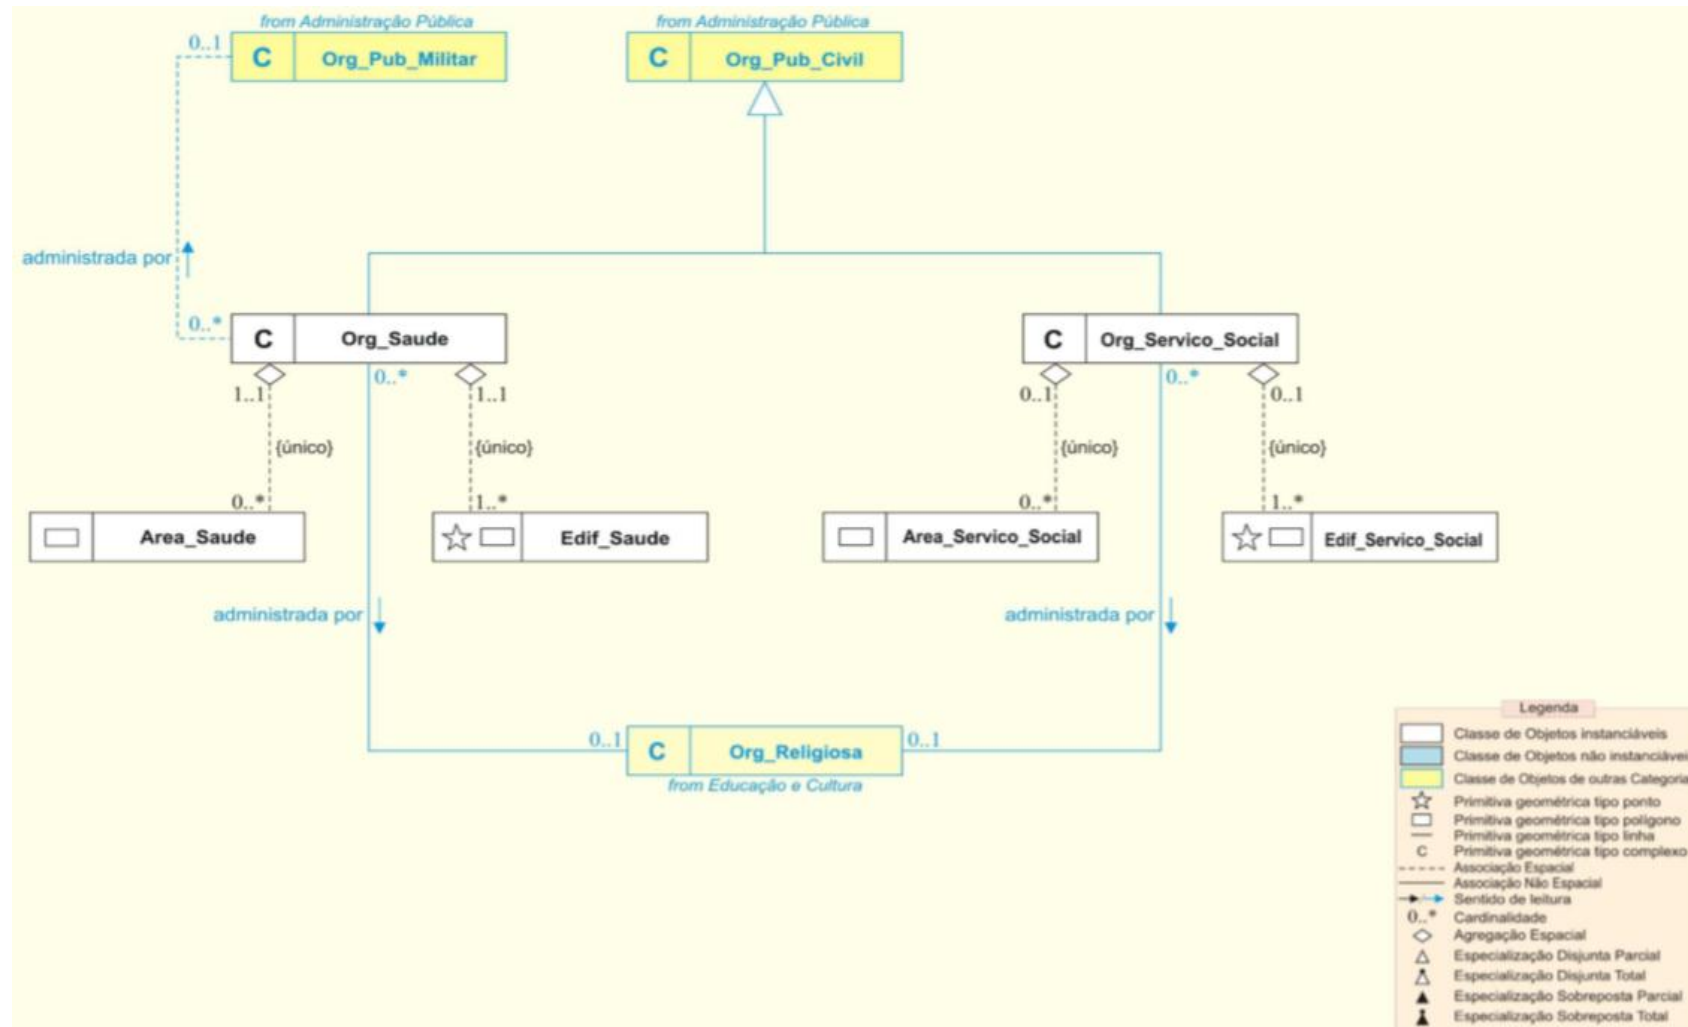 from Administração Pública
from Administração Pública
0..1
C Org_Pub_Militar
C Org_Pub_Civil
administrada por
0..*
C Org_Saude
C Org_Servico_Social
0..*
0..*
1..1
1..1
0..1
0..1
{único}
{único}
{único}
{único}
0..*
1..*
0..*
1..*
Area_Saude
Edif_Saude
Area_Servico_Social
Edif_Servico_Social
administrada por
administrada por
0..1
C Org_Religiosa
0..1
from Educação e Cultura
Legenda
Classe de Objetos instanciáveis
Classe de Objetos não instanciávei
Classe de Objetos de outras Categoria
Primitiva geométrica tipo ponto
Primitiva geométrica tipo polígono
Primitiva geométrica tipo linha
C Primitiva geométrica tipo complexo
Associação Espacial
Associação Não Espacial
Sentido de leitura
0..* Cardinalidade
Agregação Espacial
Especialização Disjunta Parcial
Especialização Disjunta Total
Especialização Sobreposta Parcial
Especialização Sobreposta Total